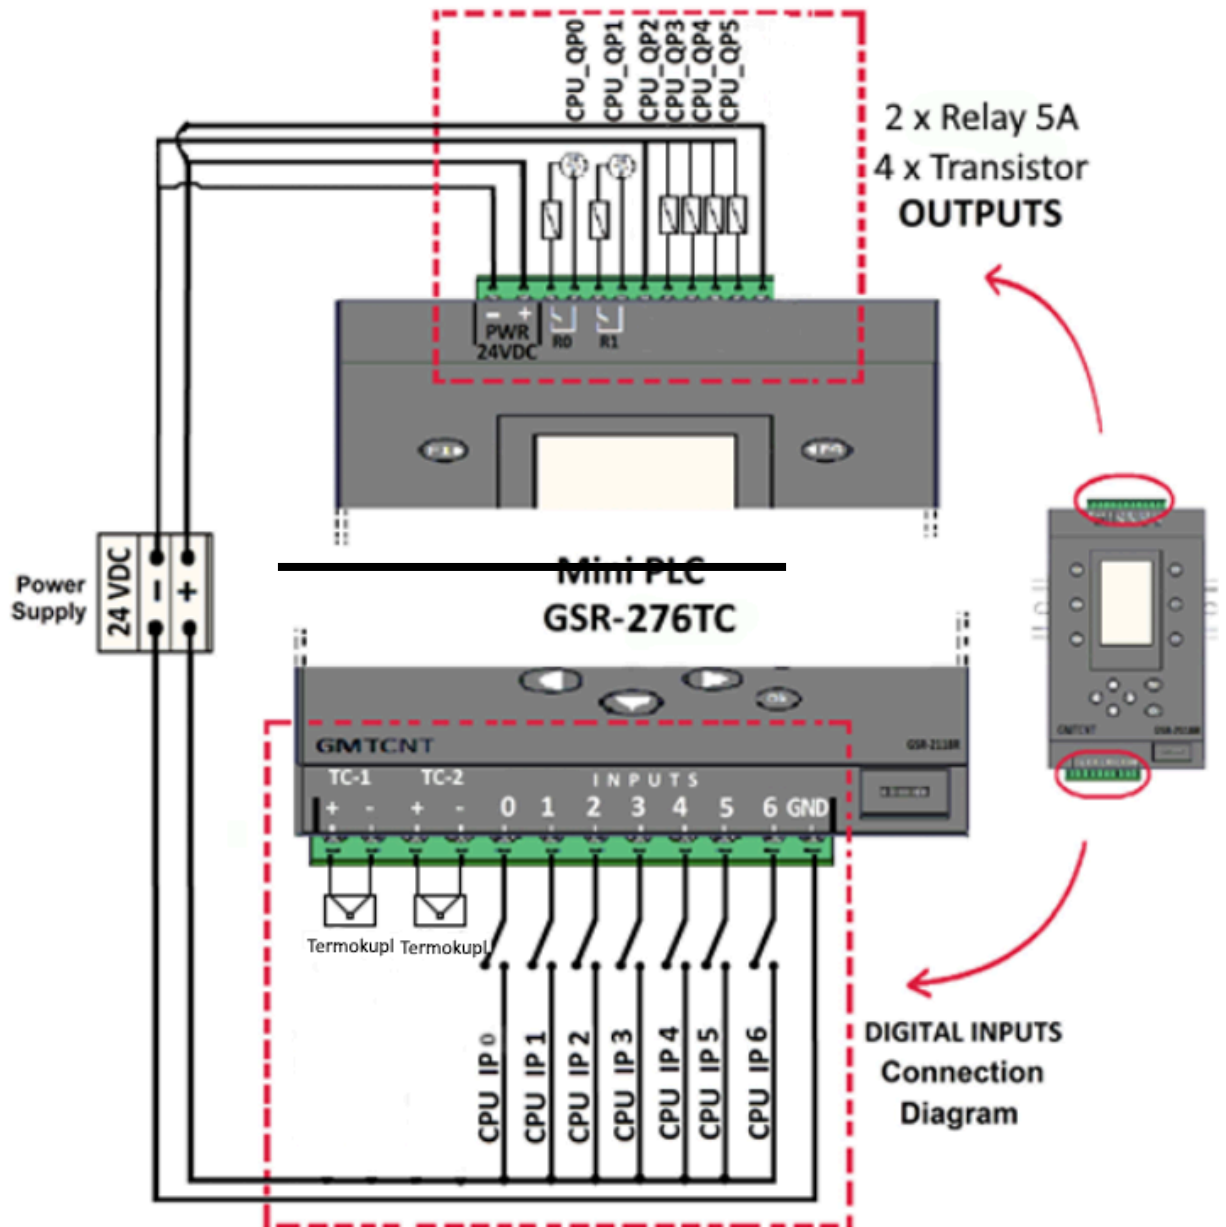 CPU_QP0
CPU_QP1
CPU_QP2
CPU_QP3
CPU_QP4
CPU_QP5
2 x Relay 5A
4 x Transistor
OUTPUTS
- +
PWR
24VDC
R0
R1
Power
Supply
24 VDC
- +
Mini PLC
GSR-276TC
GMTCNT
GSR-2118R
TC-1 TC-2 INPUTS
+ - + - 0 1 2 3 4 5 6 GND
Termokupl Termokupl
CPU IP 0
CPU IP 1
CPU IP 2
CPU IP 3
CPU IP 4
CPU IP 5
CPU IP 6
DIGITAL INPUTS
Connection
Diagram
GMTCNT